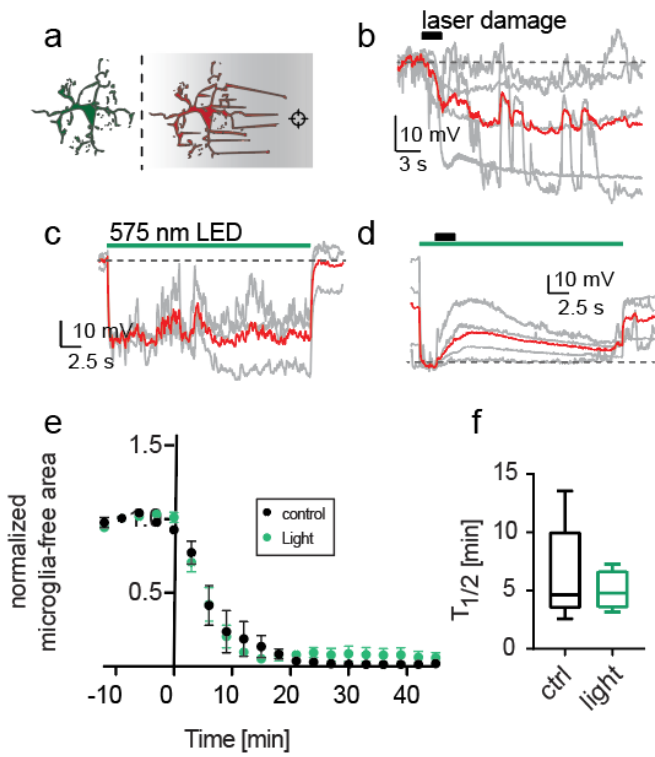 a
b
laser damage
10 mV
3 s
c
575 nm LED
10 mV
2.5 s
d
10 mV
2.5 s
e
normalized
microglia-free area
1.5
1.0
0.5
control
Light
-10 0 10 20 30 40
Time [min]
f
T1/2 [min]
15
10
5
0
ctrl
light